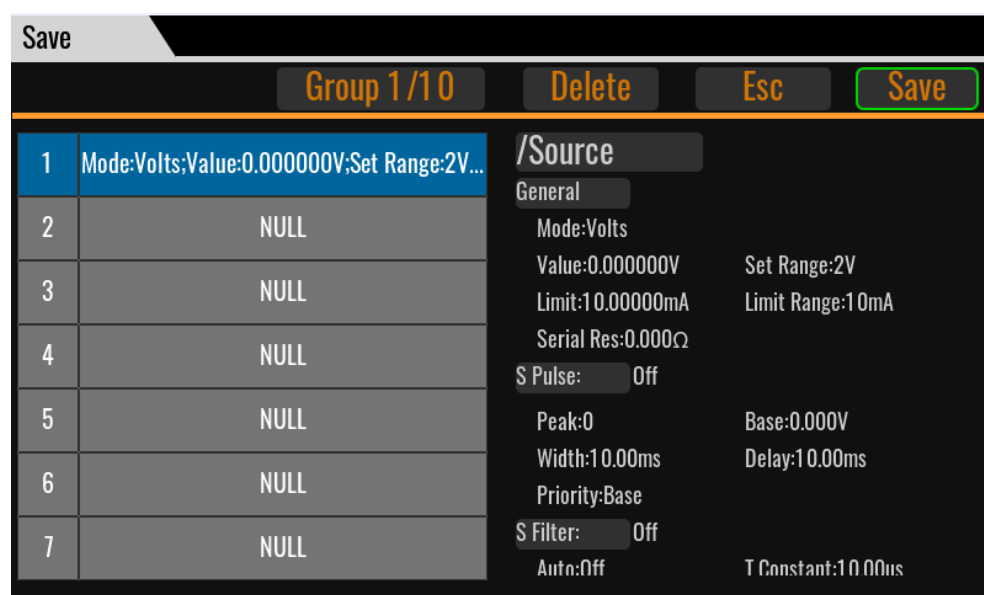 Save
Group 1/10 Delete Esc Save
1 Mode:Volts;Value:0.000000V;Set Range:2V...
2 NULL
3 NULL
4 NULL
5 NULL
6 NULL
7 NULL
/Source
General
Mode:Volts
Value:0.000000V Set Range:2V
Limit:10.00000mA Limit Range:10mA
Serial Res:0.000Ω
S Pulse: Off
Peak:0 Base:0.000V
Width:10.00ms Delay:10.00ms
Priority:Base
S Filter: Off
Auto:Off T Constant:10.00us